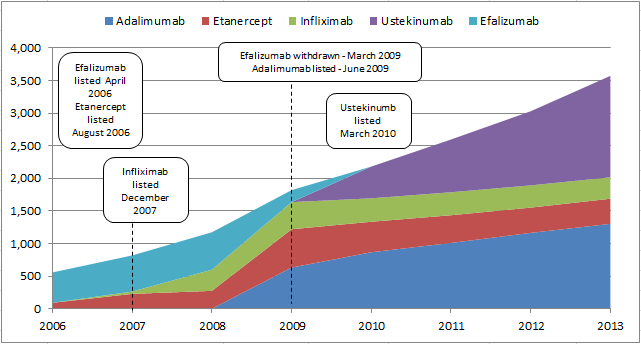 Adalimumab Etanercept Infliximab Ustekinumab Efalizumab
4,000
3,500
3,000
2,500
2,000
1,500
1,000
500
0
Efalizumab
listed April
2006
Etanercept
listed
August 2006
Infliximab
listed
December
2007
Efalizumab withdrawn - March 2009
Adalimumab listed - June 2009
Ustekinumb
listed
March 2010
2006 2007 2008 2009 2010 2011 2012 2013